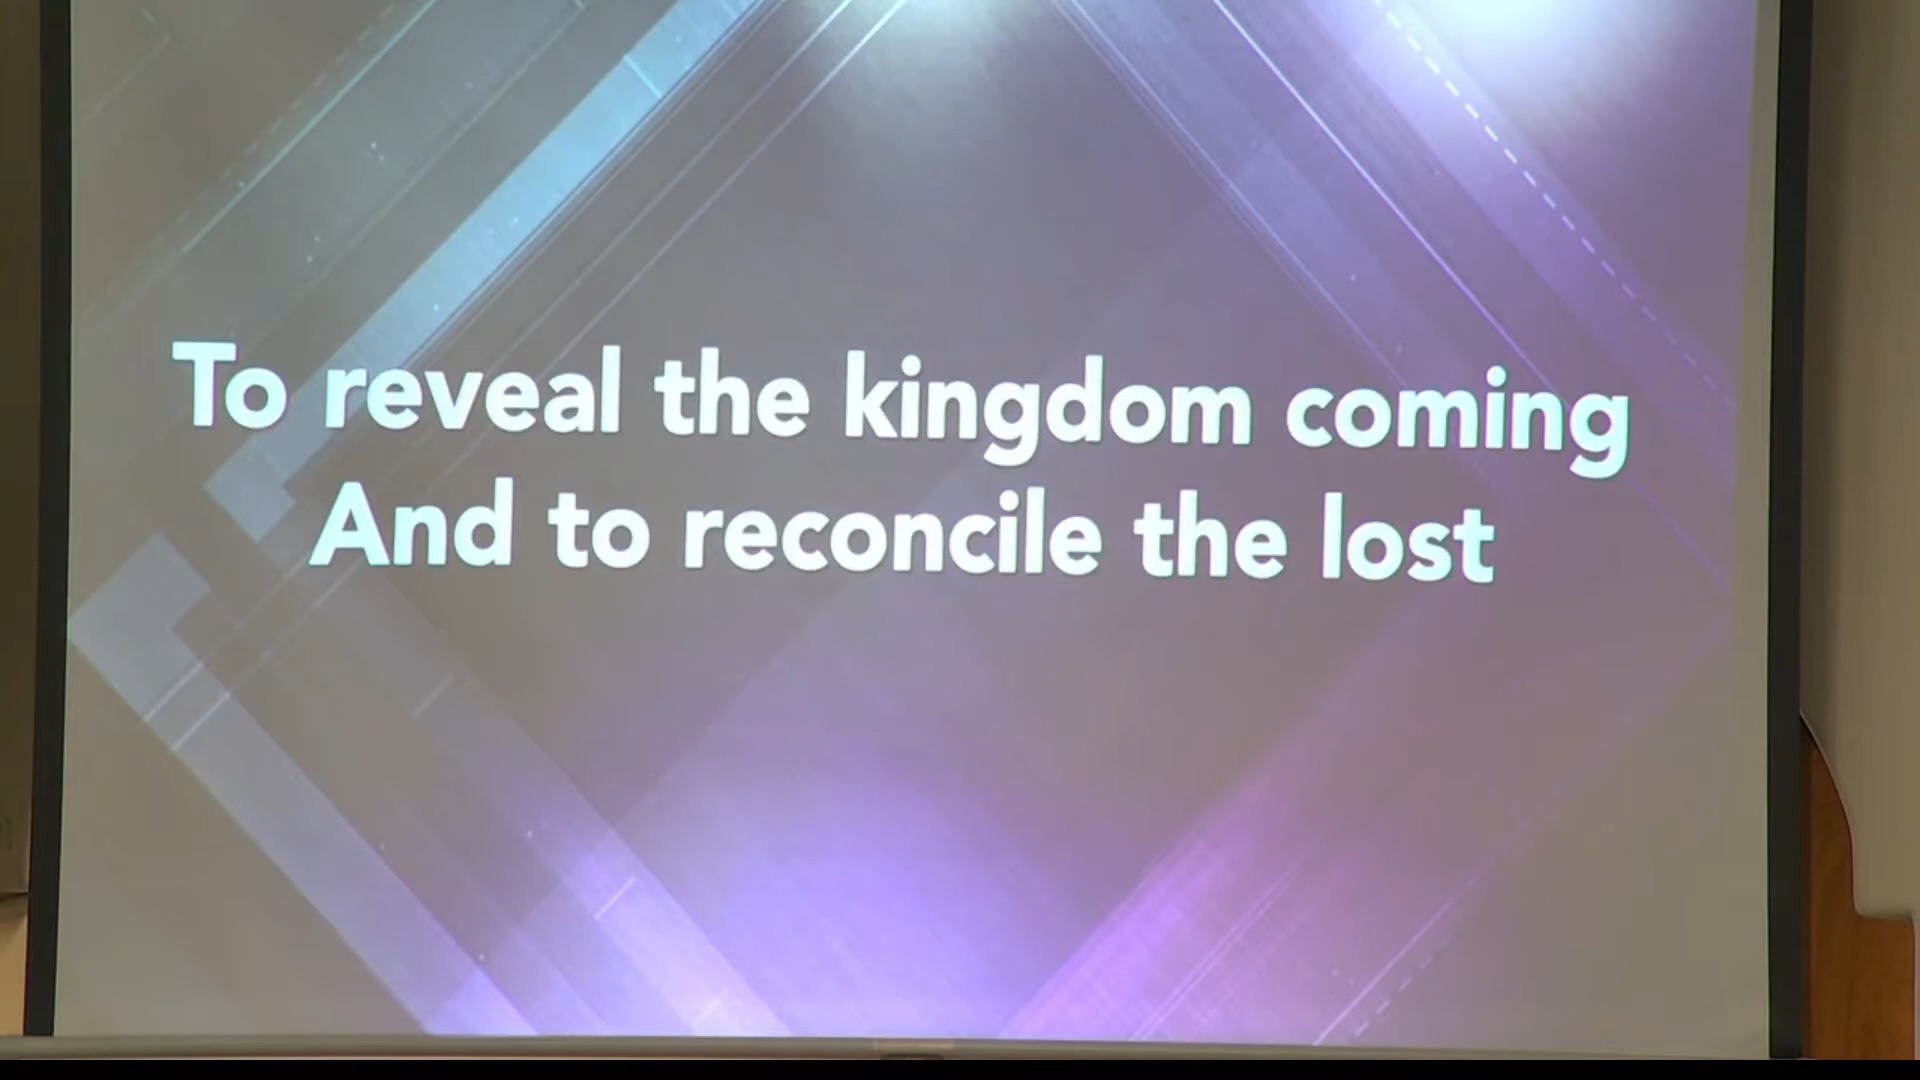 To reveal the kingdom coming
And to reconcile the lost